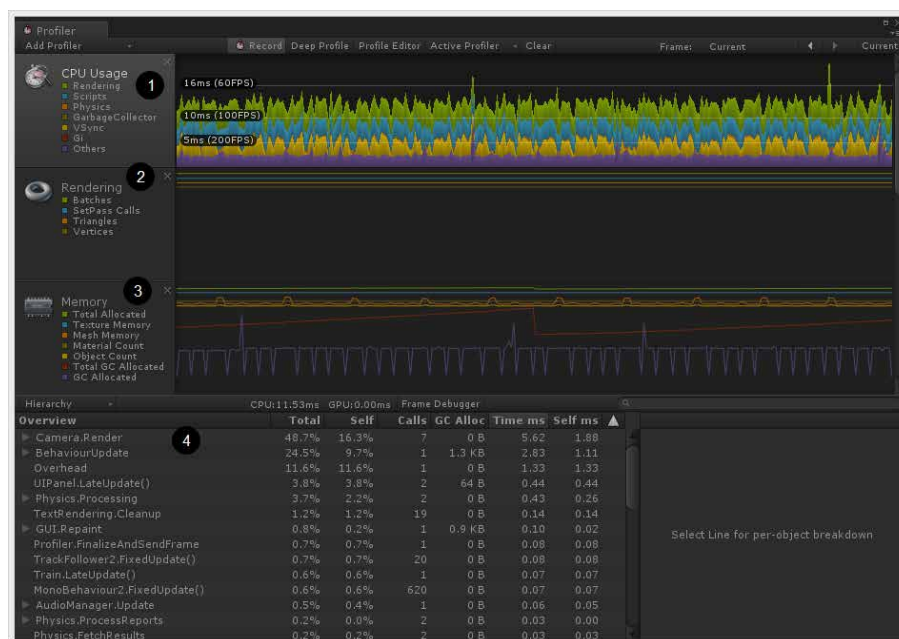 Profiler
Add Profiler Record Deep Profile Profile Editor Active Profiler Clear Frame: Current Current
CPU Usage
Rendering
Scripts
Physics
GarbageCollector
VSync
Gi
Others
1
16ms (60FPS)
10ms (100FPS)
5ms (200FPS)
2
Rendering
Batches
SetPass Calls
Triangles
Vertices
3
Memory
Total Allocated
Texture Memory
Mesh Memory
Material Count
Object Count
Total GC Allocated
GC Allocated
Hierarchy CPU:11.53ms GPU:0.00ms Frame Debugger
Overview Total Self Calls GC Alloc Time ms Self ms
4
Camera.Render 48.7% 16.3% 7 0 B 5.62 1.88
BehaviourUpdate 24.5% 9.7% 1 1.3 KB 2.83 1.11
Overhead 11.6% 11.6% 1 0 B 1.33 1.33
UIPanel.LateUpdate() 3.8% 3.8% 2 64 B 0.44 0.44
Physics.Processing 3.7% 2.2% 2 0 B 0.43 0.26
TextRendering.Cleanup 1.2% 1.2% 19 0 B 0.14 0.14
GUI.Repaint 0.8% 0.2% 1 0.9 KB 0.10 0.02
Profiler.FinalizeAndSendFrame 0.7% 0.7% 1 0 B 0.08 0.08
TrackFollower2.FixedUpdate() 0.7% 0.7% 20 0 B 0.08 0.08
Train.LateUpdate() 0.6% 0.6% 1 0 B 0.07 0.07
MonoBehaviour2.FixedUpdate() 0.6% 0.6% 620 0 B 0.07 0.07
AudioManager.Update 0.5% 0.4% 1 0 B 0.06 0.05
Physics.ProcessReports 0.2% 0.0% 2 0 B 0.03 0.00
Physics.FetchResults 0.2% 0.2% 2 0 B 0.03 0.03
Select Line for per-object breakdown